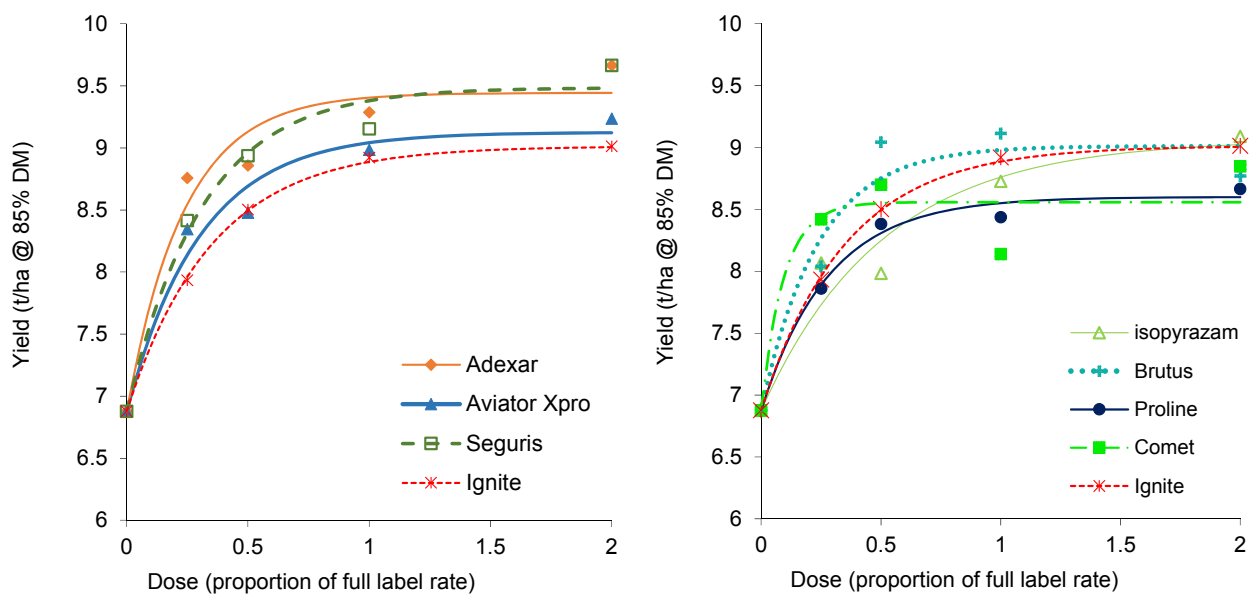 10
9.5
9
8.5
8
7.5
7
6.5
6
0
0.5
1
1.5
2
Yield (t/ha @ 85% DM)
Dose (proportion of full label rate)
Adexar
Aviator Xpro
Seguris
Ignite
10
9.5
9
8.5
8
7.5
7
6.5
6
0
0.5
1
1.5
2
Yield (t/ha @ 85% DM)
Dose (proportion of full label rate)
isopyrazam
Brutus
Proline
Comet
Ignite